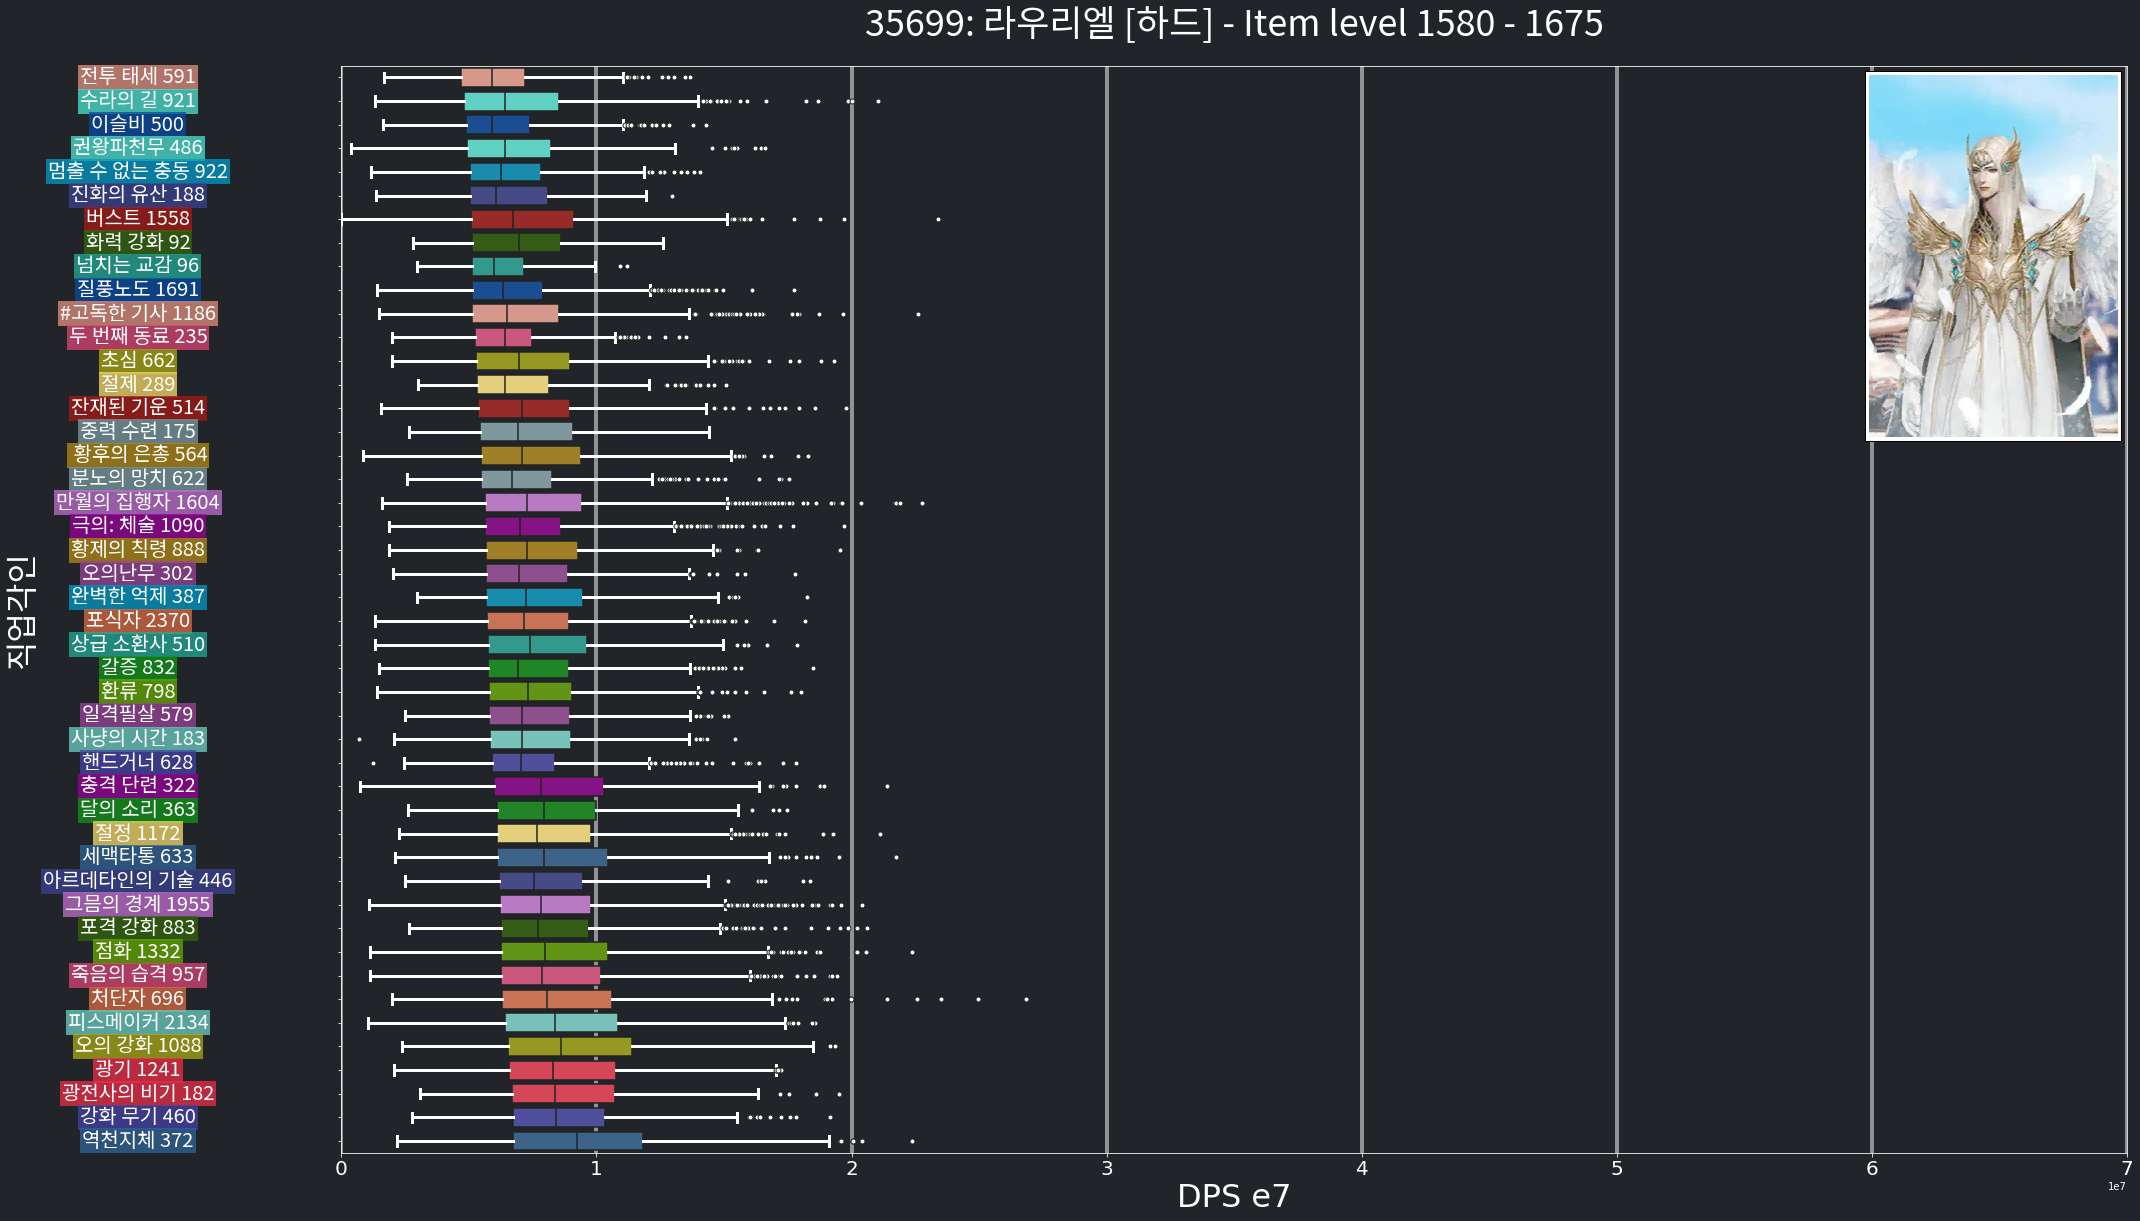 35699: 라우리엘 [하드] - Item level 1580 - 1675
전투 태세 591
수라의 길 921
이슬비 500
권왕파천무 486
멈출 수 없는 충동 922
진화의 유산 188
버스트 1558
화력 강화 92
넘치는 교감 96
질풍노도 1691
#고독한 기사 1186
두 번째 동료 235
초심 662
절제 289
잔재된 기운 514
중력 수련 175
황후의 은총 564
분노의 망치 622
만월의 집행자 1604
극의: 체술 1090
황제의 칙령 888
오의난무 302
완벽한 억제 387
포식자 2370
상급 소환사 510
갈증 832
환류 798
일격필살 579
사냥의 시간 183
핸드거너 628
충격 단련 322
달의 소리 363
절정 1172
세맥타통 633
아르데타인의 기술 446
그믐의 경계 1955
포격 강화 883
점화 1332
죽음의 습격 957
처단자 696
피스메이커 2134
오의 강화 1088
광기 1241
광전사의 비기 182
강화 무기 460
역천지체 372
직업각인
0 1 2 3 4 5 6 7
1e7
DPS e7